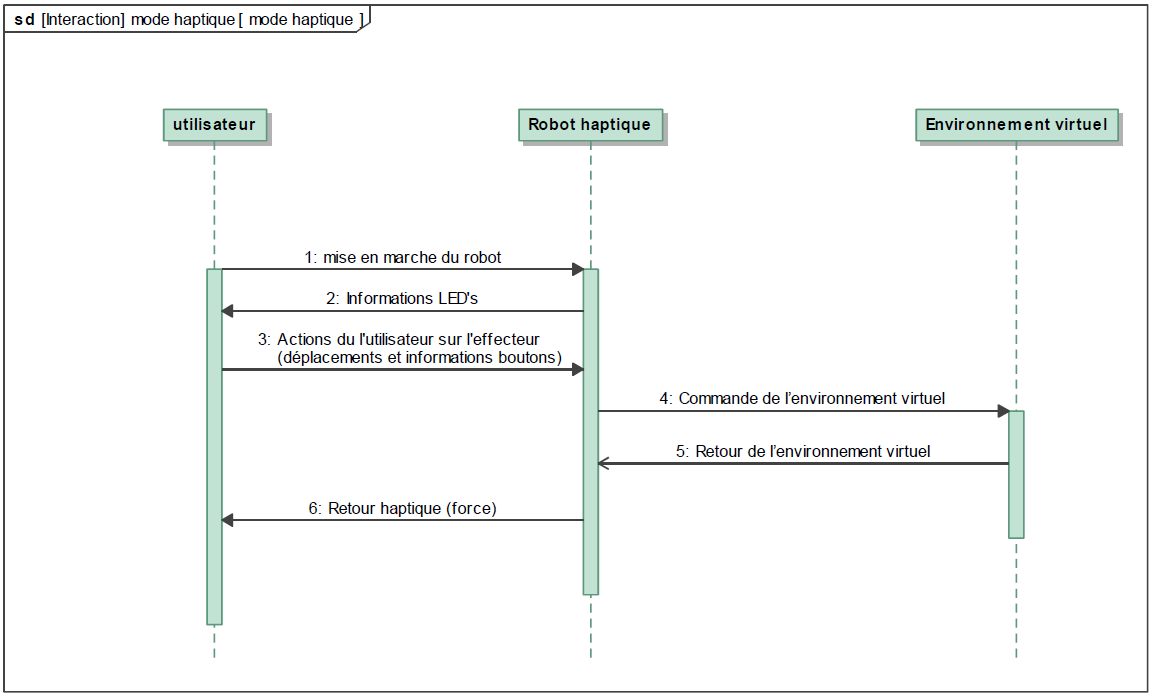 sd [Interaction] mode haptique [ mode haptique ]
utilisateur
Robot haptique
Environnement virtuel
1: mise en marche du robot
2: Informations LED's
3: Actions du l'utilisateur sur l'effecteur
(déplacements et informations boutons)
4: Commande de l’environnement virtuel
5: Retour de l’environnement virtuel
6: Retour haptique (force)